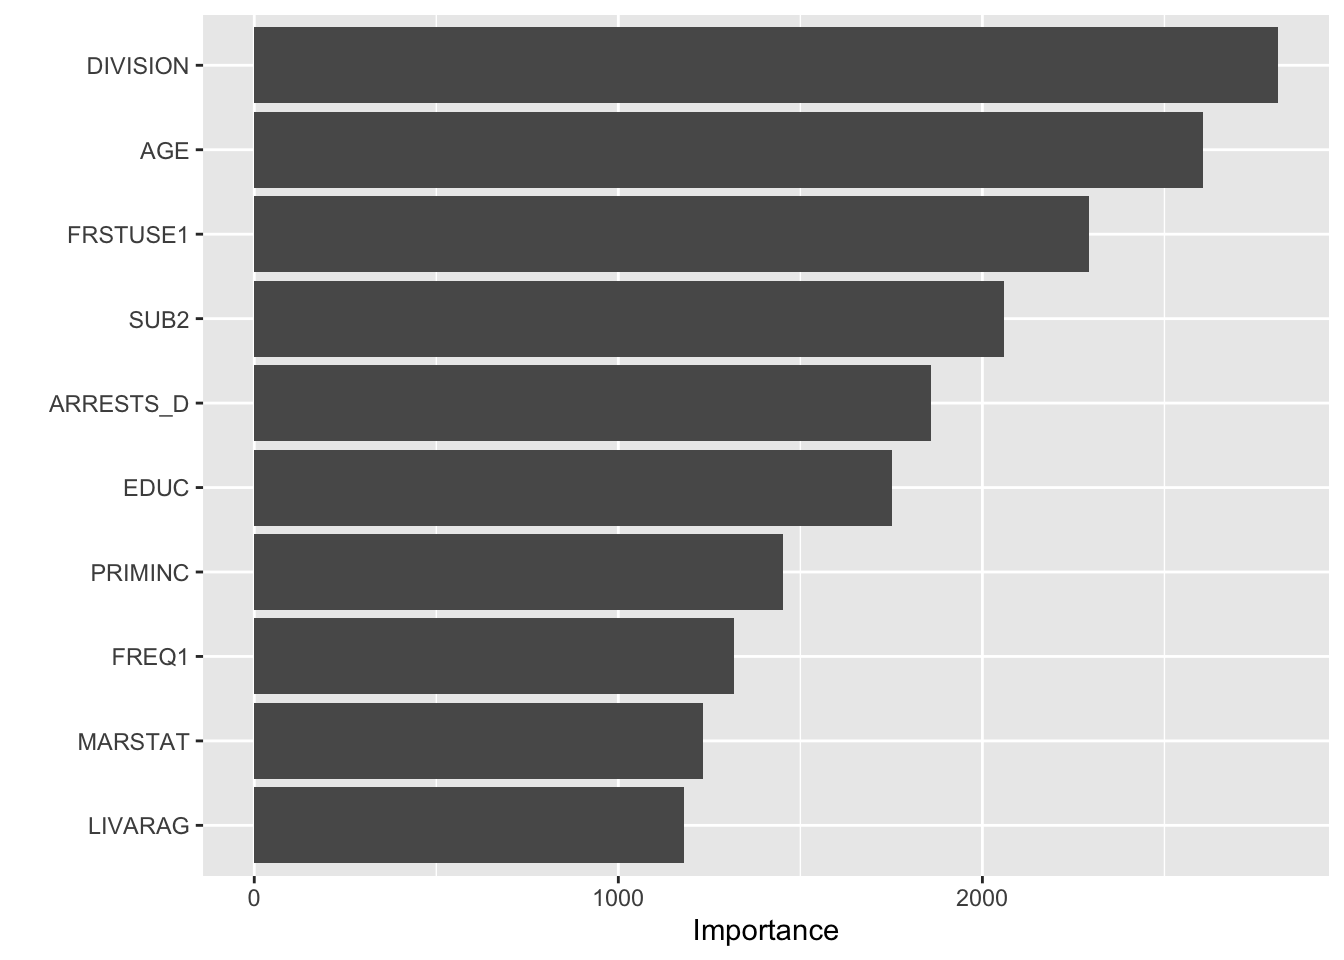 DIVISION
AGE
FRSTUSE1
SUB2
ARRESTS_D
EDUC
PRIMINC
FREQ1
MARSTAT
LIVARAG
0 1000 2000
Importance